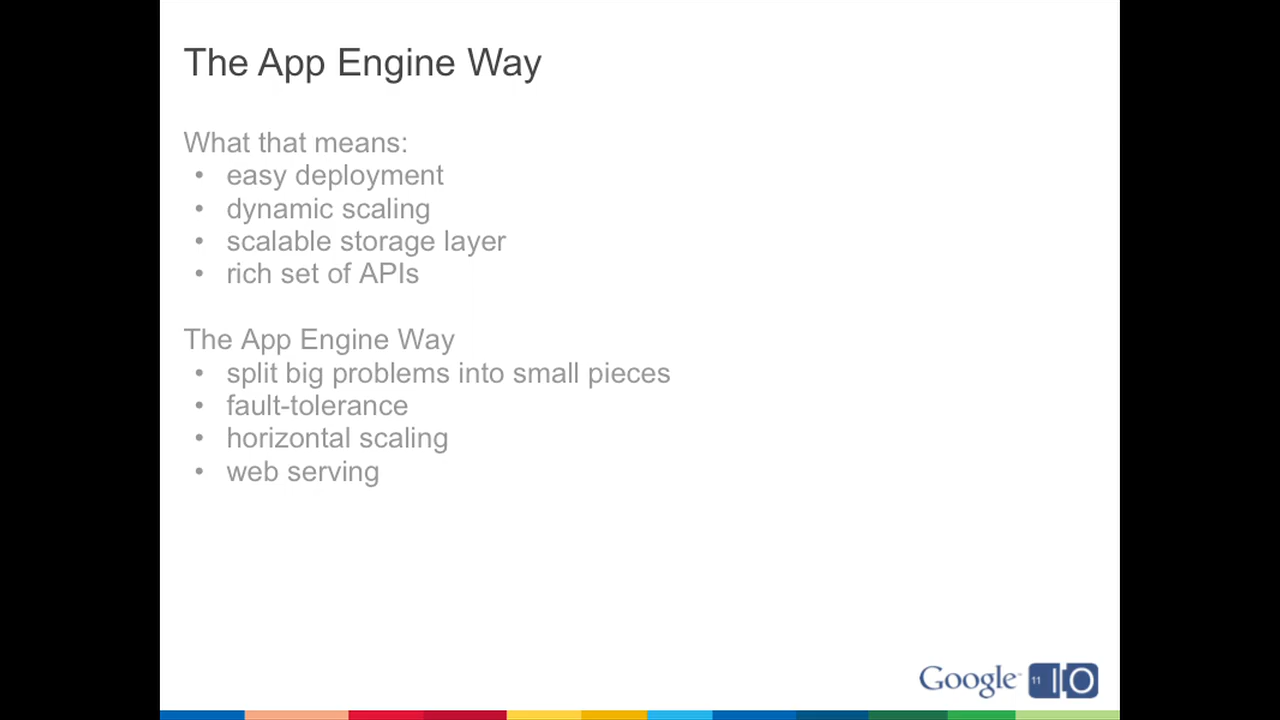 The App Engine Way
What that means:
• easy deployment
• dynamic scaling
• scalable storage layer
• rich set of APIs
The App Engine Way
• split big problems into small pieces
• fault-tolerance
• horizontal scaling
• web serving
Google 11 IO